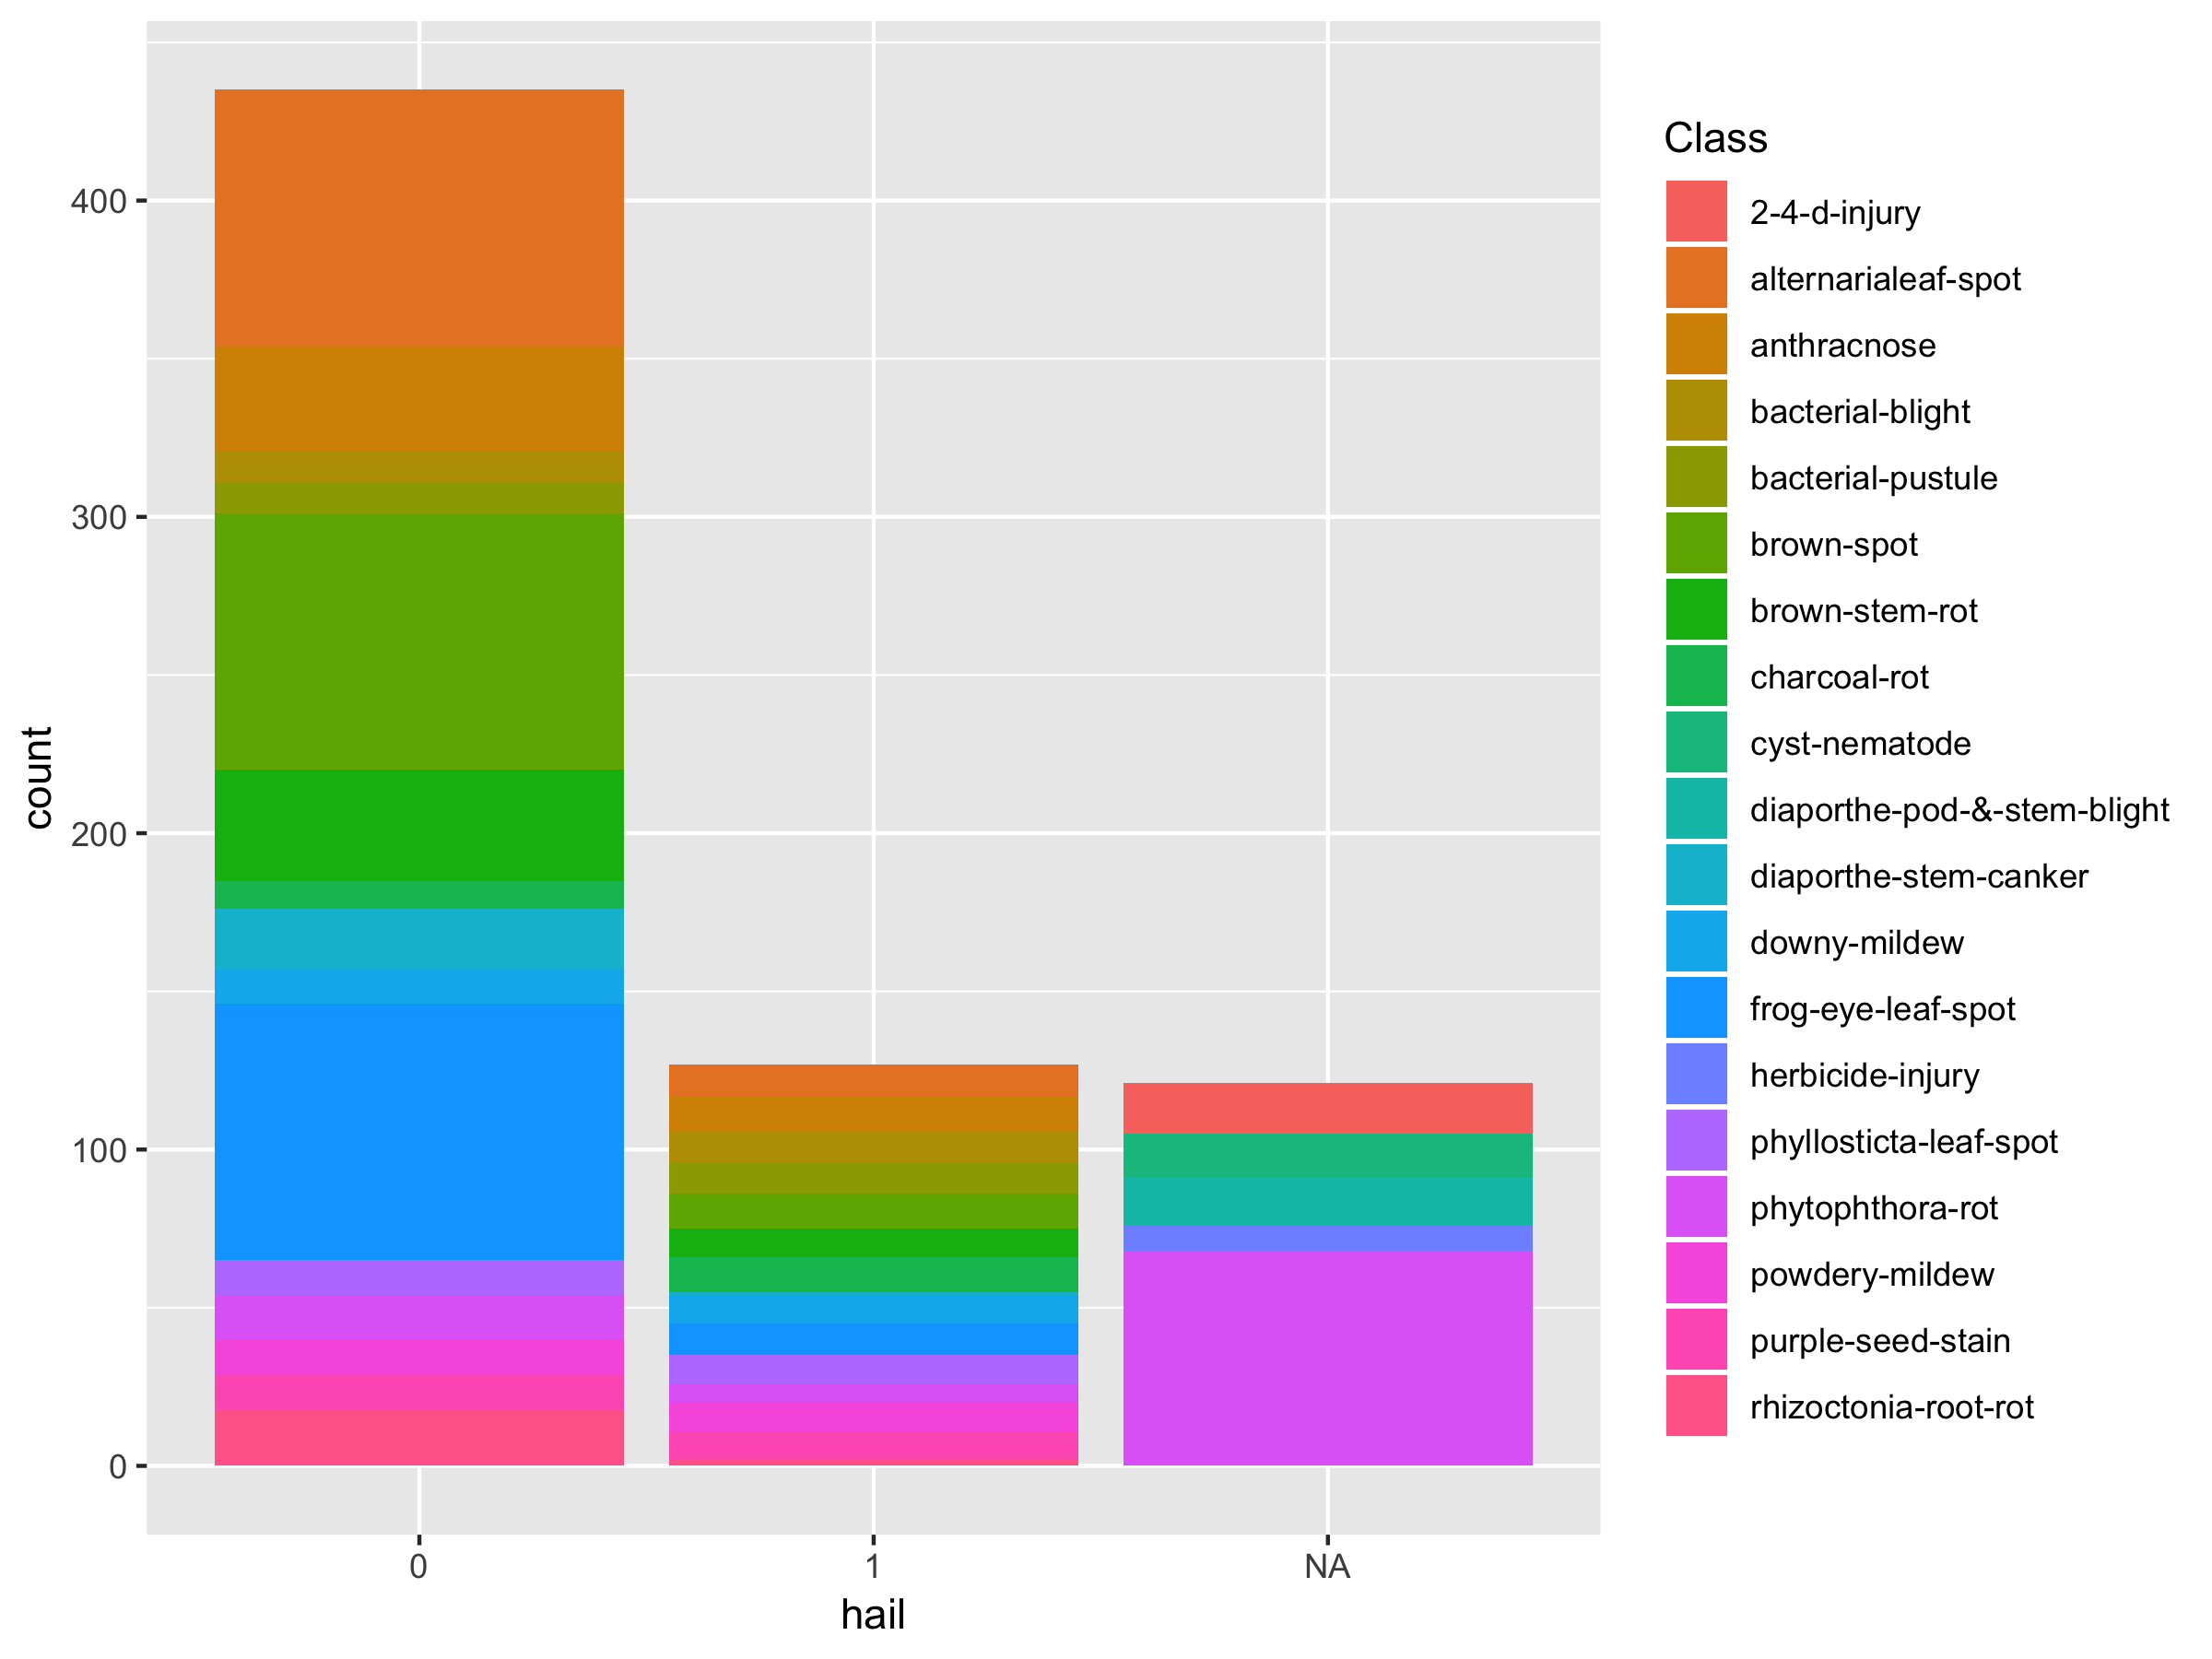 400
300
200
100
0
count
0
1
NA
hail
Class
2-4-d-injury
alternarialeaf-spot
anthracnose
bacterial-blight
bacterial-pustule
brown-spot
brown-stem-rot
charcoal-rot
cyst-nematode
diaporthe-pod-&-stem-blight
diaporthe-stem-canker
downy-mildew
frog-eye-leaf-spot
herbicide-injury
phyllosticta-leaf-spot
phytophthora-rot
powdery-mildew
purple-seed-stain
rhizoctonia-root-rot